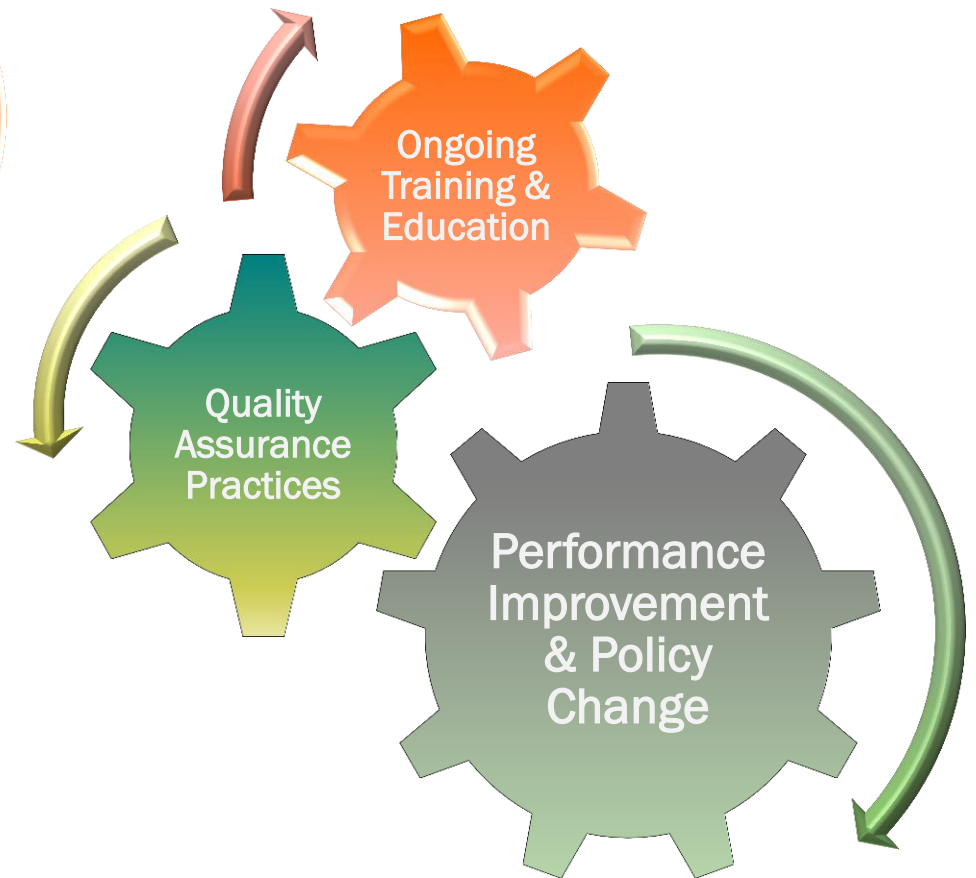 Ongoing
Training &
Education
Quality
Assurance
Practices
Performance
Improvement
& Policy
Change